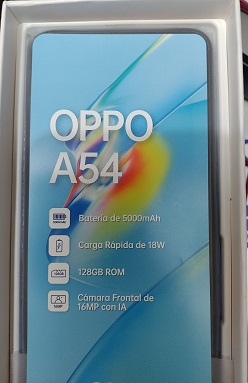 OPPO
A54
Batería de 5000mAh
Carga Rápida de 18W
128GB ROM
Cámara Frontal de
16MP con IA